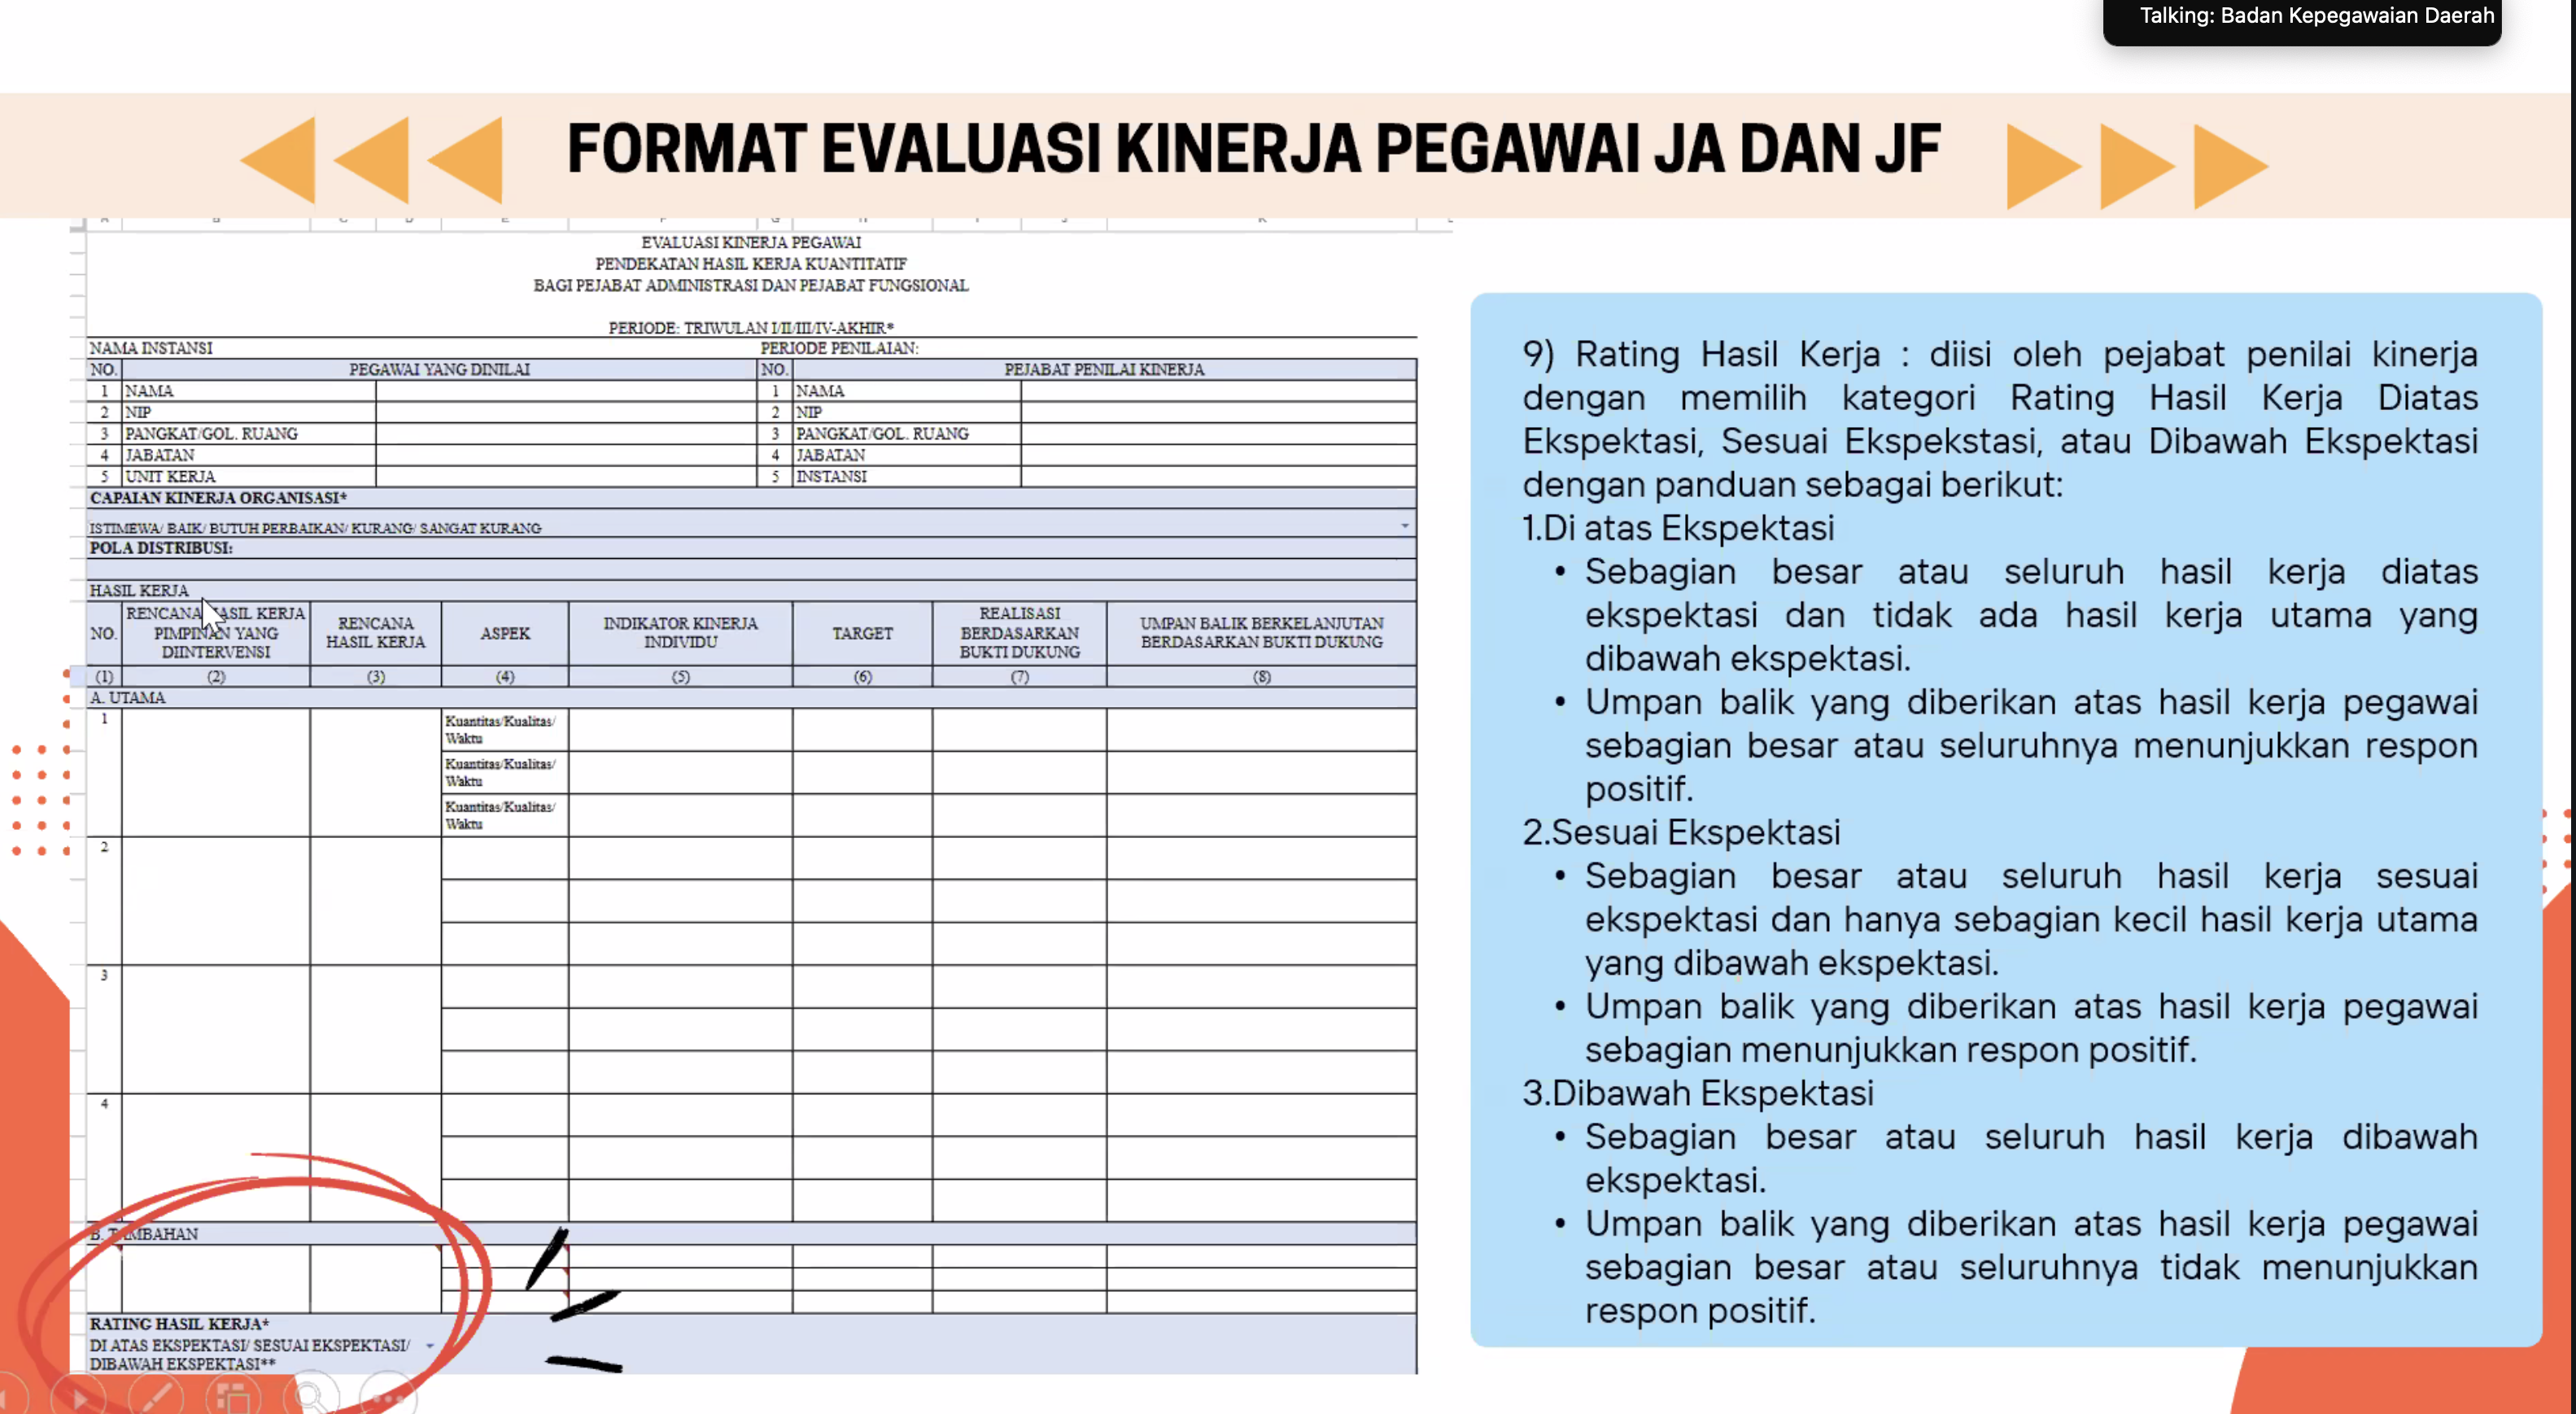 Talking: Badan Kepegawaian Daerah
FORMAT EVALUASI KINERJA PEGAWAI JA DAN JF
EVALUASI KINERJA PEGAWAI
PENDEKATAN HASIL KERJA KUANTITATIF
BAGI PEJABAT ADMINISTRASI DAN PEJABAT FUNGSIONAL
PERIODE: TRIWULAN I/II/III/IV-AKHIR*
NAMA INSTANSI PERIODE PENILAIAN:
NO. PEGAWAI YANG DINILAI NO. PEJABAT PENILAI KINERJA
1 NAMA 1 NAMA
2 NIP 2 NIP
3 PANGKAT/GOL. RUANG 3 PANGKAT/GOL. RUANG
4 JABATAN 4 JABATAN
5 UNIT KERJA 5 INSTANSI
CAPAIAN KINERJA ORGANISASI*
ISTIMEWA/ BAIK/ BUTUH PERBAIKAN/ KURANG/ SANGAT KURANG
POLA DISTRIBUSI:
HASIL KERJA
NO.
RENCANA HASIL KERJA
PIMPINAN YANG
DIINTERVENSI
RENCANA
HASIL KERJA
ASPEK
INDIKATOR KINERJA
INDIVIDU
TARGET
REALISASI
BERDASARKAN
BUKTI DUKUNG
UMPAN BALIK BERKELANJUTAN
BERDASARKAN BUKTI DUKUNG
(1) (2) (3) (4) (5) (6) (7) (8)
A. UTAMA
1
Kuantitas/Kualitas/
Waktu
Kuantitas/Kualitas/
Waktu
Kuantitas/Kualitas/
Waktu
2
3
4
B. TAMBAHAN
RATING HASIL KERJA*
DI ATAS EKSPEKTASI/ SESUAI EKSPEKTASI/
DIBAWAH EKSPEKTASI**
9) Rating Hasil Kerja : diisi oleh pejabat penilai kinerja
dengan memilih kategori Rating Hasil Kerja Diatas
Ekspektasi, Sesuai Ekspekstasi, atau Dibawah Ekspektasi
dengan panduan sebagai berikut:
1.Di atas Ekspektasi
• Sebagian besar atau seluruh hasil kerja diatas
ekspektasi dan tidak ada hasil kerja utama yang
dibawah ekspektasi.
• Umpan balik yang diberikan atas hasil kerja pegawai
sebagian besar atau seluruhnya menunjukkan respon
positif.
2.Sesuai Ekspektasi
• Sebagian besar atau seluruh hasil kerja sesuai
ekspektasi dan hanya sebagian kecil hasil kerja utama
yang dibawah ekspektasi.
• Umpan balik yang diberikan atas hasil kerja pegawai
sebagian menunjukkan respon positif.
3.Dibawah Ekspektasi
• Sebagian besar atau seluruh hasil kerja dibawah
ekspektasi.
• Umpan balik yang diberikan atas hasil kerja pegawai
sebagian besar atau seluruhnya tidak menunjukkan
respon positif.